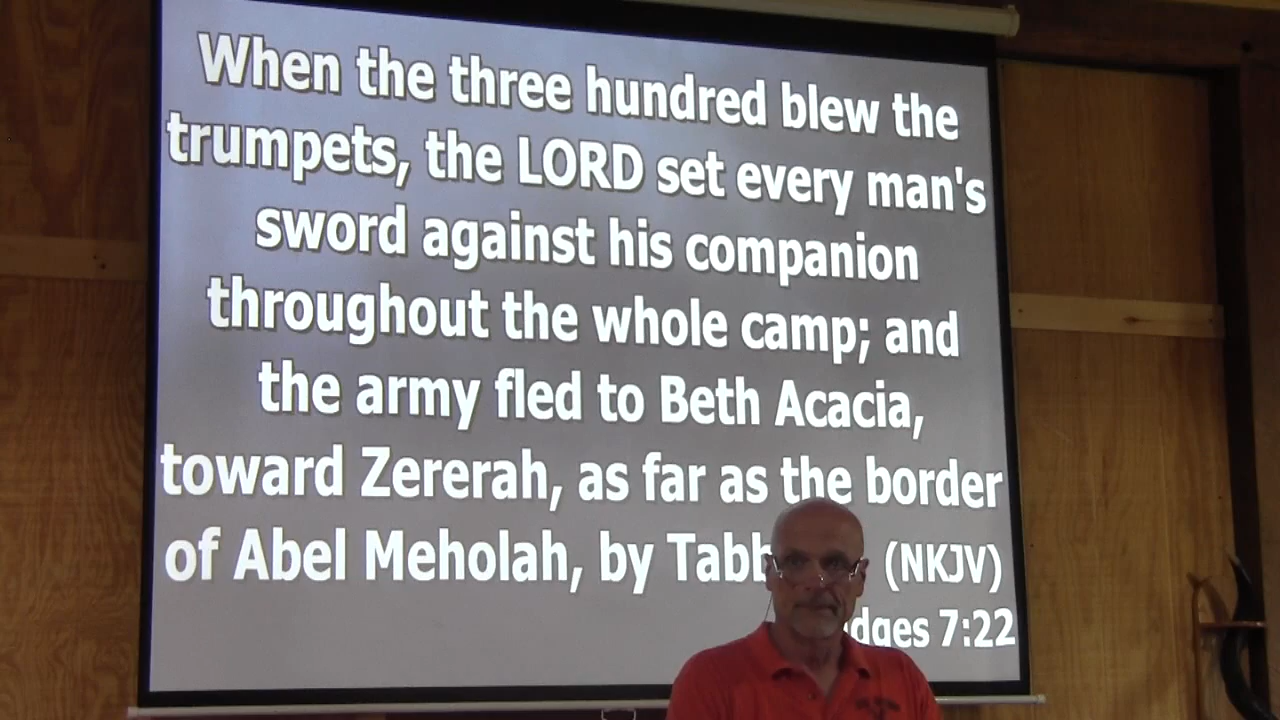 When the three hundred blew the
trumpets, the LORD set every man's
sword against his companion
throughout the whole camp; and
the army fled to Beth Acacia,
toward Zererah, as far as the border
of Abel Meholah, by (NKJV)
7:22